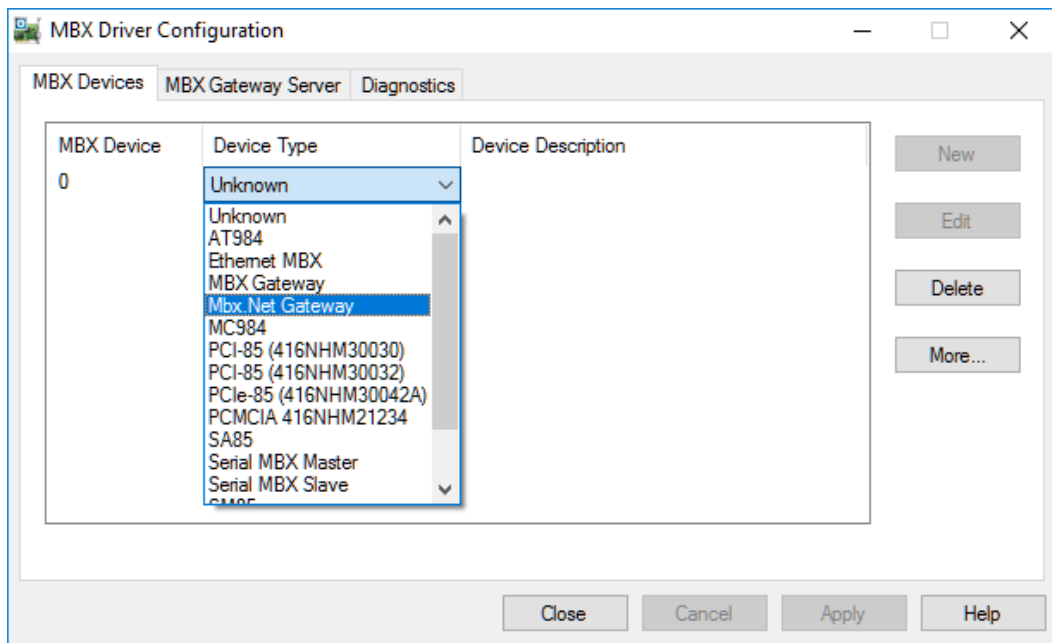 MBX Driver Configuration
MBX Devices MBX Gateway Server Diagnostics
MBX Device Device Type Device Description
0 Unknown
Unknown
AT984
Ethernet MBX
MBX Gateway
Mbx.Net Gateway
MC984
PCI-85 (416NHM30030)
PCI-85 (416NHM30032)
PCIe-85 (416NHM30042A)
PCMCIA 416NHM21234
SA85
Serial MBX Master
Serial MBX Slave
New
Edit
Delete
More...
Close Cancel Apply Help